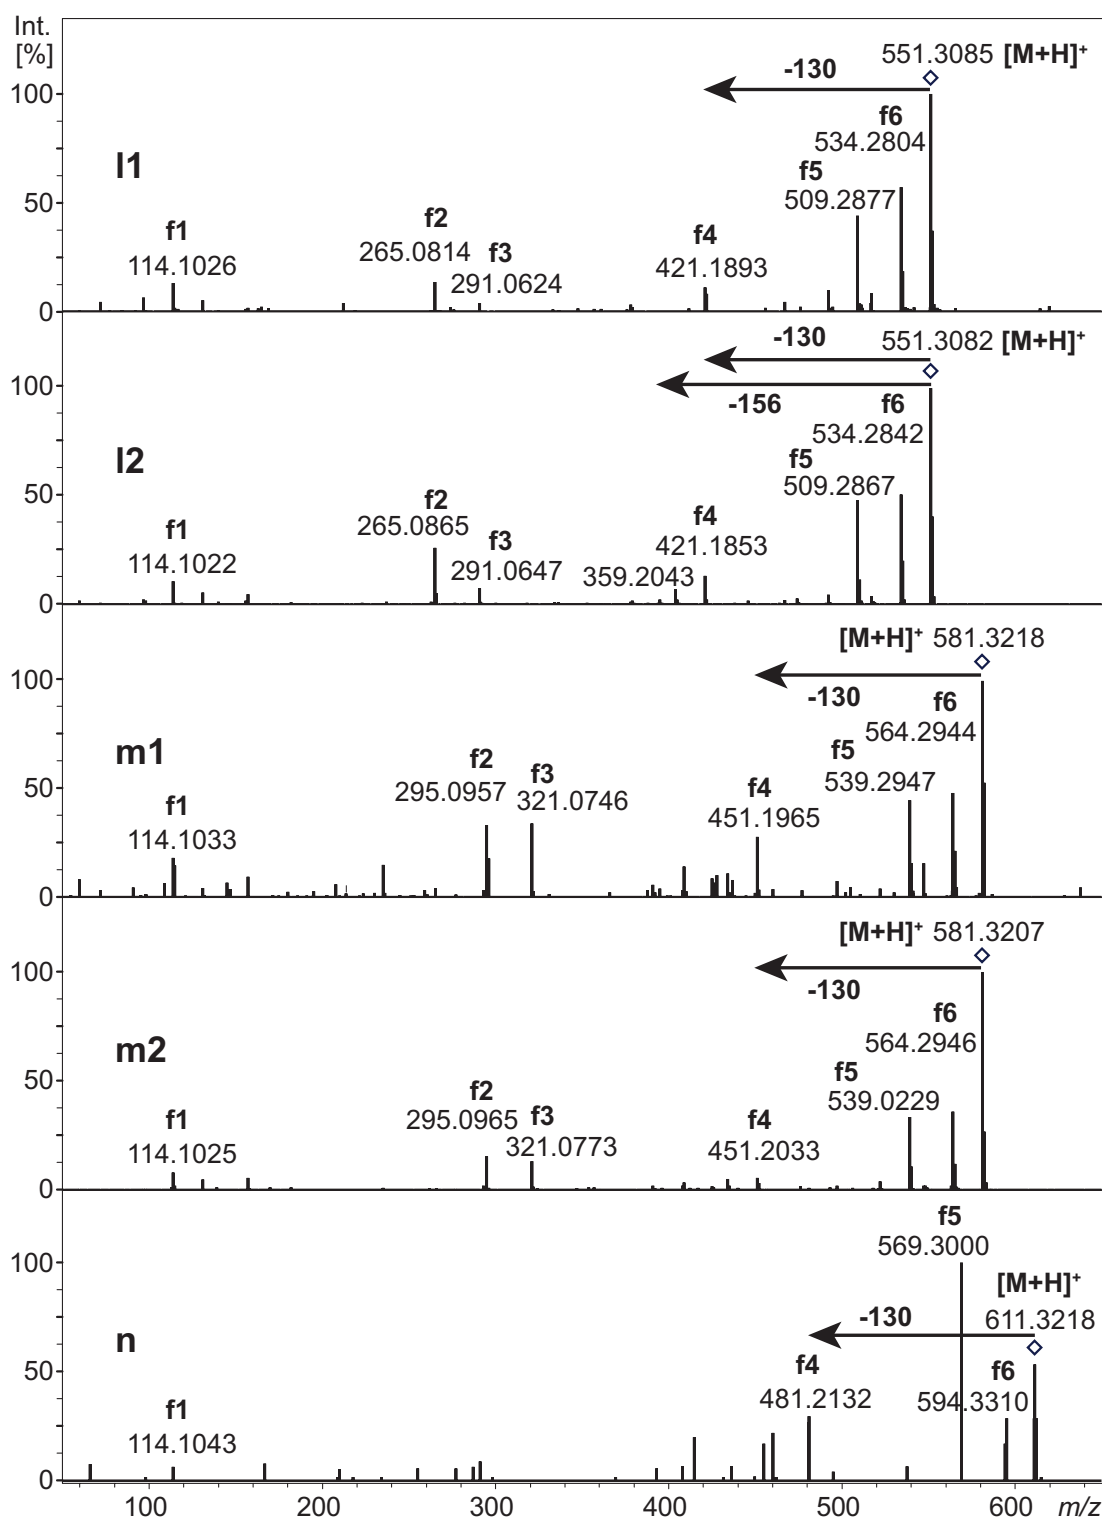 Int.
[%]
551.3085 [M+H]+
-130
100
f6
534.2804
l1
f5
509.2877
50
f1
f2
f3
f4
114.1026
265.0814
291.0624
421.1893
0
-130
551.3082 [M+H]+
100
-156
f6
534.2842
l2
f5
509.2867
50
f1
f2
f3
f4
114.1022
265.0865
291.0647
359.2043
421.1853
0
[M+H]+ 581.3218
100
-130
f6
564.2944
m1
f5
539.2947
50
f1
f2
f3
f4
114.1033
295.0957
321.0746
451.1965
0
[M+H]+ 581.3207
100
-130
f6
564.2946
m2
f5
539.0229
50
f1
f2
f3
f4
114.1025
295.0965
321.0773
451.2033
0
f5
569.3000
100
[M+H]+
611.3218
-130
n
f4
481.2132
f6
594.3310
50
f1
114.1043
0
100 200 300 400 500 600 m/z